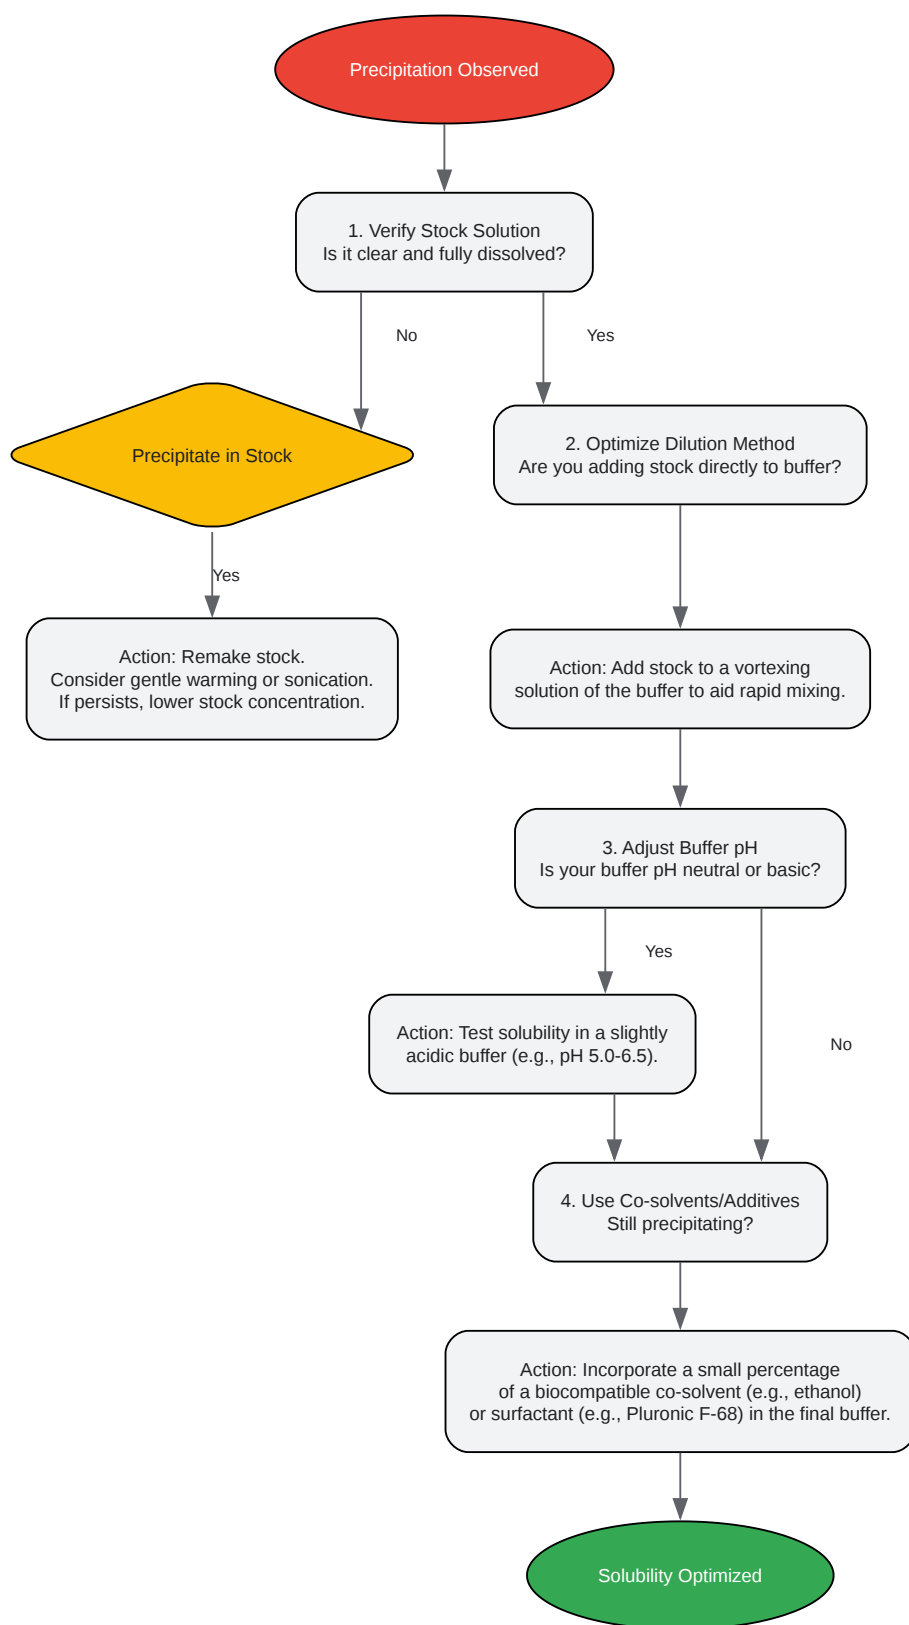 Precipitation Observed
1. Verify Stock Solution
Is it clear and fully dissolved?
No
Yes
Precipitate in Stock
2. Optimize Dilution Method
Are you adding stock directly to buffer?
Yes
Action: Remake stock.
Consider gentle warming or sonication.
If persists, lower stock concentration.
Action: Add stock to a vortexing
solution of the buffer to aid rapid mixing.
3. Adjust Buffer pH
Is your buffer pH neutral or basic?
Yes
Action: Test solubility in a slightly
acidic buffer (e.g., pH 5.0-6.5).
No
4. Use Co-solvents/Additives
Still precipitating?
Action: Incorporate a small percentage
of a biocompatible co-solvent (e.g., ethanol)
or surfactant (e.g., Pluronic F-68) in the final buffer.
Solubility Optimized